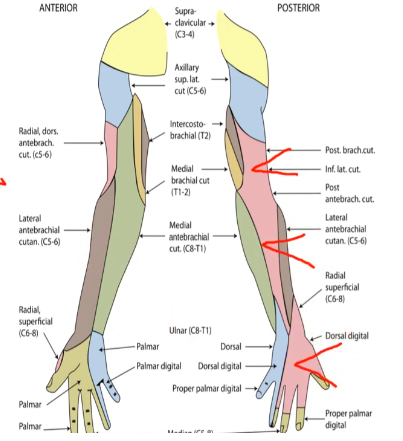 ANTERIOR
POSTERIOR
Supra-
clavicular
(C3-4)
Axillary
sup. lat.
cut (C5-6)
Radial, dors.
antebrach.
cut. (c5-6)
Intercosto-
brachial (T2)
Medial
brachial cut
(T1-2)
Post. brach.cut.
Inf. lat. cut.
Post
antebrach. cut.
Lateral
antebrachial
cutan. (C5-6)
Medial
antebrachial
cut. (C8-T1)
Lateral
antebrachial
cutan. (C5-6)
Radial,
superficial
(C6-8)
Radial
superficial
(C6-8)
Ulnar (C8-T1)
Palmar
Palmar digital
Dorsal
Dorsal digital
Proper palmar digital
Dorsal digital
Palmar
Palmar
Proper palmar
digital